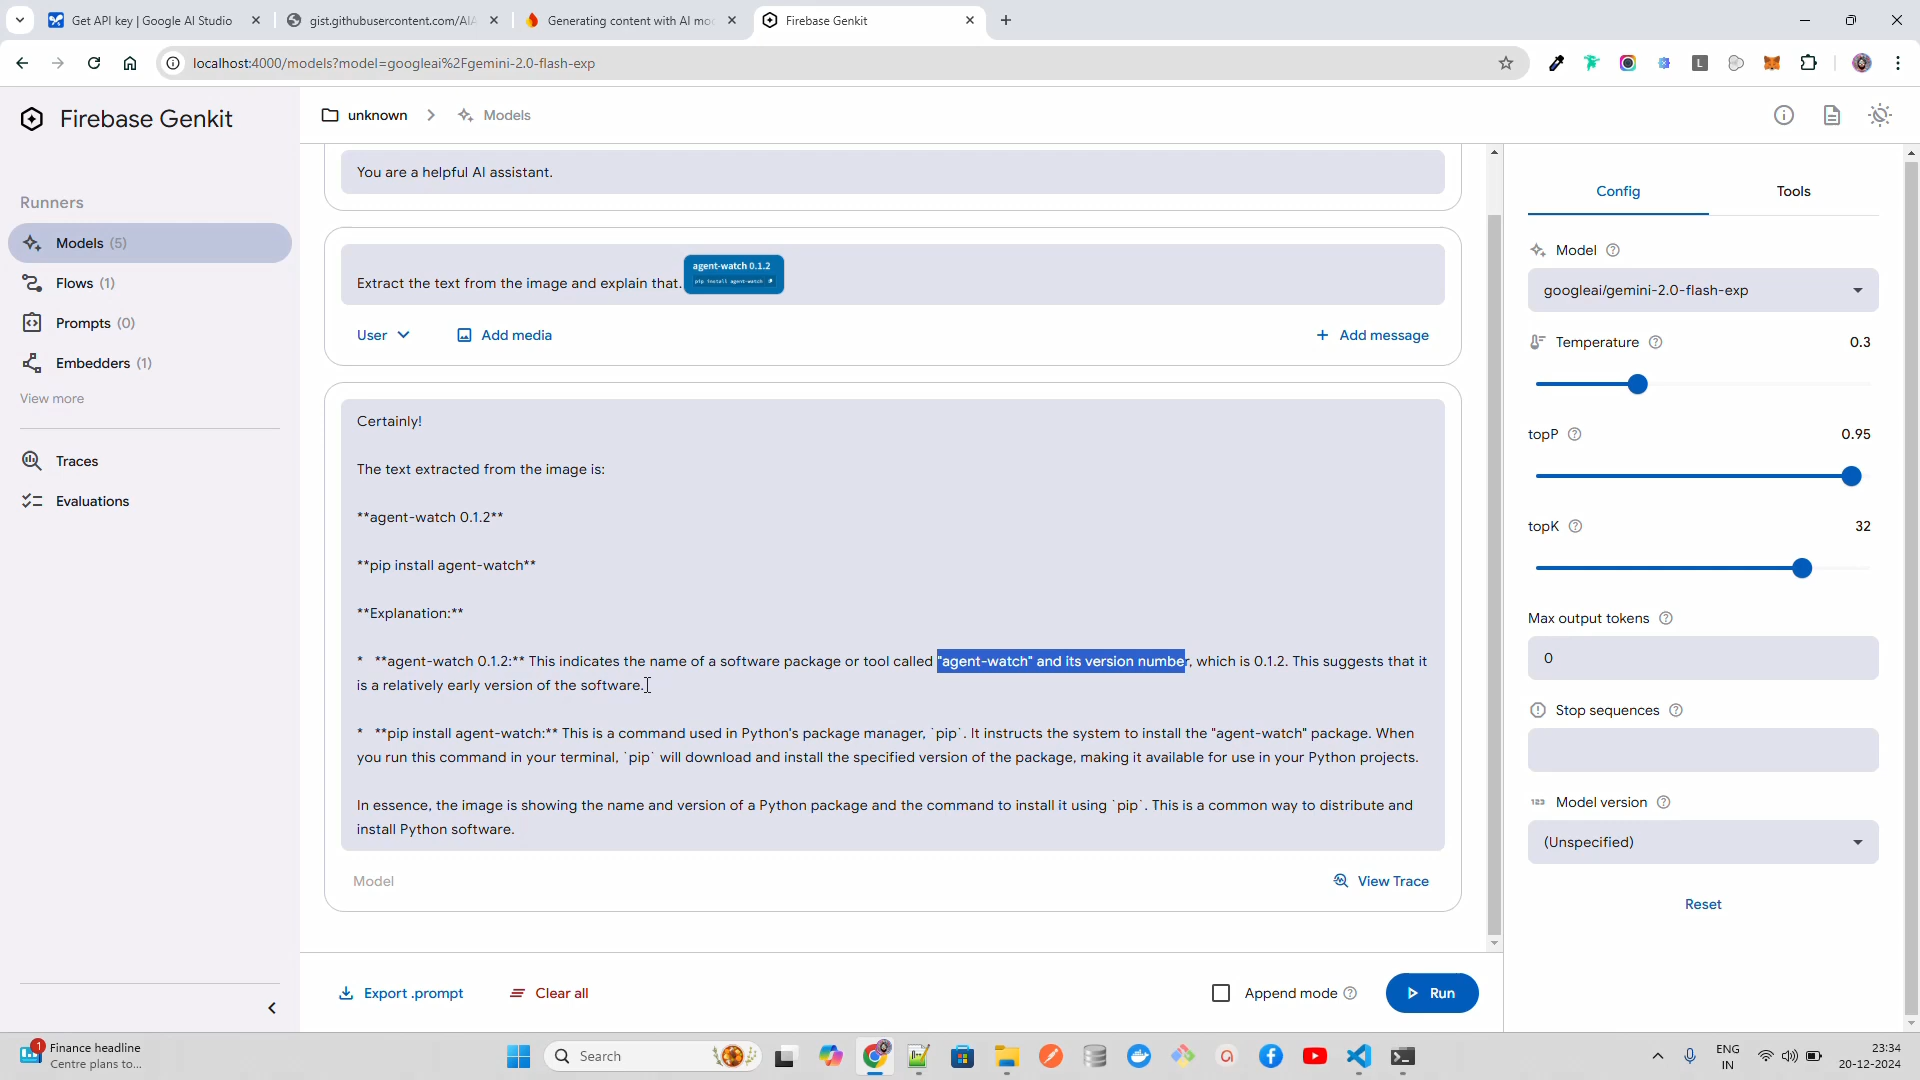 Get API key | Google AI Studio
gist.githubusercontent.com/AIA
Generating content with AI mo
Firebase Genkit
localhost:4000/models?model=googleai%2Fgemini-2.0-flash-exp
Firebase Genkit
unknown
Models
Runners
Models (5)
Flows (1)
Prompts (0)
Embedders (1)
View more
Traces
Evaluations
You are a helpful AI assistant.
Extract the text from the image and explain that.
agent-watch 0.1.2
pip install agent-watch
User
Add media
Add message
Certainly!
The text extracted from the image is:
**agent-watch 0.1.2**
**pip install agent-watch**
**Explanation:**
* **agent-watch 0.1.2:** This indicates the name of a software package or tool called "agent-watch" and its version number, which is 0.1.2. This suggests that it
is a relatively early version of the software.
* **pip install agent-watch:** This is a command used in Python's package manager, `pip`. It instructs the system to install the "agent-watch" package. When
you run this command in your terminal, `pip` will download and install the specified version of the package, making it available for use in your Python projects.
In essence, the image is showing the name and version of a Python package and the command to install it using `pip`. This is a common way to distribute and
install Python software.
Model
View Trace
Export .prompt
Clear all
Append mode
Run
Config
Tools
Model
googleai/gemini-2.0-flash-exp
Temperature
0.3
topP
0.95
topK
32
Max output tokens
0
Stop sequences
123 Model version
(Unspecified)
Reset
1
Finance headline
Centre plans to...
Search
ENG
IN
23:34
20-12-2024